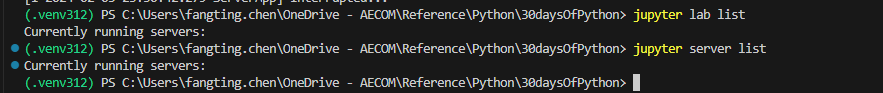 (.venv312) PS C:\Users\fangting.chen\OneDrive - AECOM\Reference\Python\30daysOfPython> jupyter lab list
Currently running servers:
(.venv312) PS C:\Users\fangting.chen\OneDrive - AECOM\Reference\Python\30daysOfPython> jupyter server list
Currently running servers:
(.venv312) PS C:\Users\fangting.chen\OneDrive - AECOM\Reference\Python\30daysOfPython>